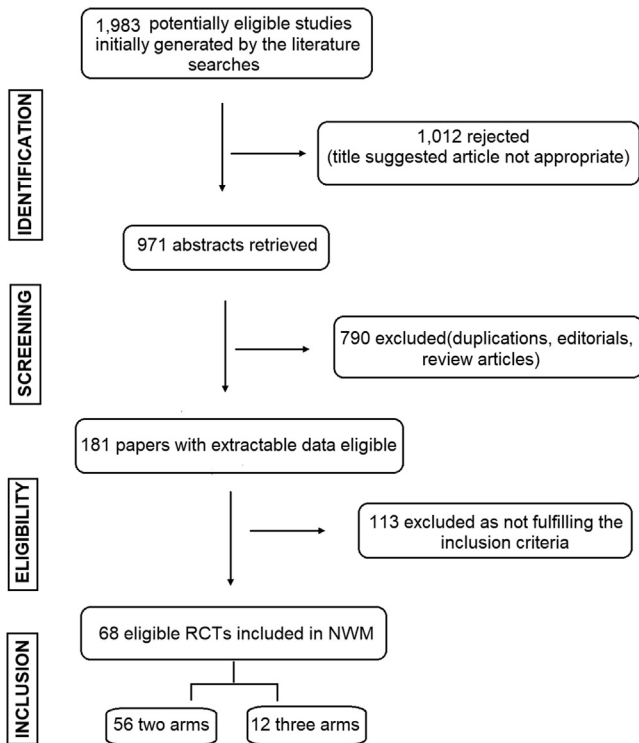 1,983 potentially eligible studies
initially generated by the literature
searches
IDENTIFICATION
1,012 rejected
(title suggested article not appropriate)
971 abstracts retrieved
SCREENING
790 excluded(duplications, editorials,
review articles)
181 papers with extractable data eligible
ELIGIBILITY
113 excluded as not fulfilling the
inclusion criteria
68 eligible RCTs included in NWM
INCLUSION
56 two arms
12 three arms